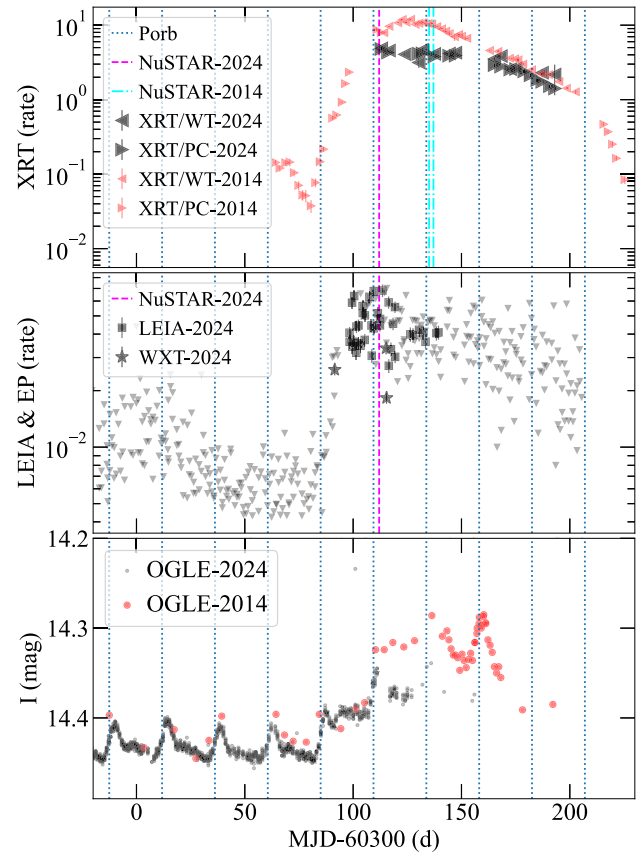 10¹
10⁰
10⁻¹
10⁻²
XRT (rate)
Porb
NuSTAR-2024
NuSTAR-2014
XRT/WT-2024
XRT/PC-2024
XRT/WT-2014
XRT/PC-2014
10⁻²
LEIA & EP (rate)
NuSTAR-2024
LEIA-2024
WXT-2024
14.2
14.3
14.4
I (mag)
OGLE-2024
OGLE-2014
0 50 100 150 200
MJD-60300 (d)